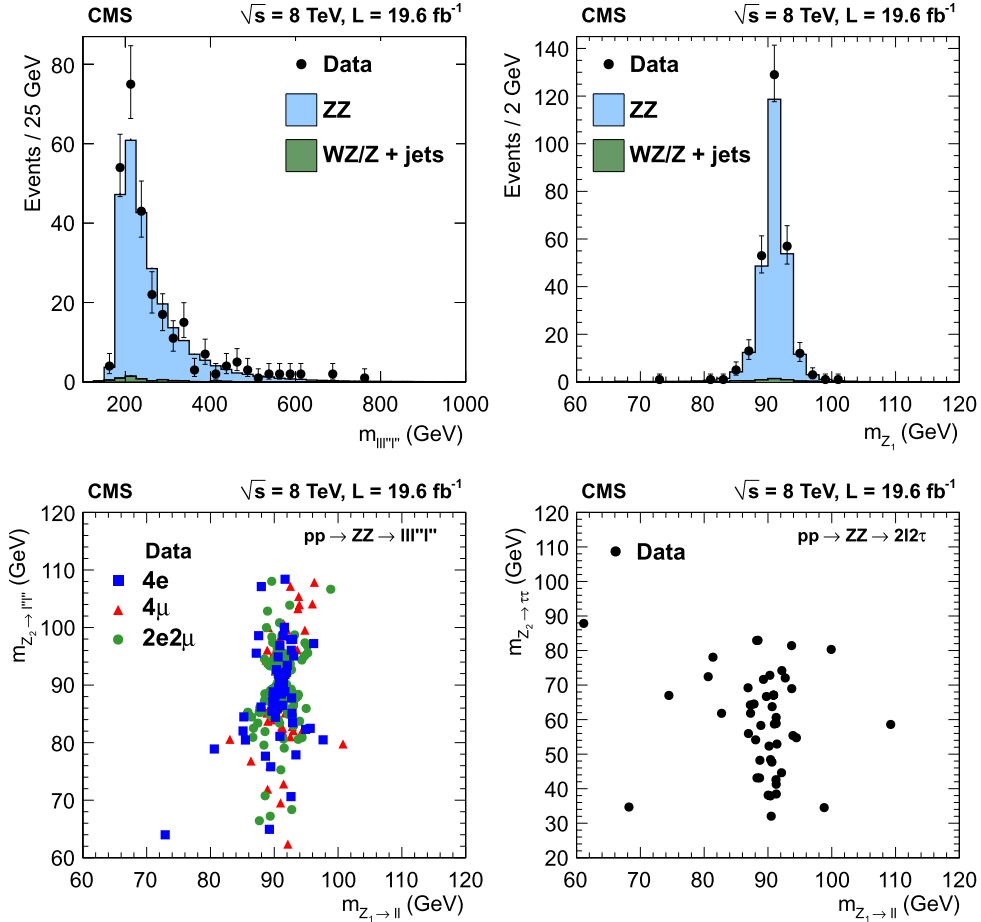 CMS √s = 8 TeV, L = 19.6 fb⁻¹
Events / 25 GeV
80
60
40
20
0
Data
ZZ
WZ/Z + jets
200 400 600 800 1000
m_{lll"l"} (GeV)
CMS √s = 8 TeV, L = 19.6 fb⁻¹
Events / 2 GeV
140
120
100
80
60
40
20
0
Data
ZZ
WZ/Z + jets
60 70 80 90 100 110 120
m_{Z₁} (GeV)
CMS √s = 8 TeV, L = 19.6 fb⁻¹
m_{Z₂ → l"l"} (GeV)
120
110
100
90
80
70
60
pp → ZZ → lll"l"
Data
4e
4μ
2e2μ
60 70 80 90 100 110 120
m_{Z₁ → ll} (GeV)
CMS √s = 8 TeV, L = 19.6 fb⁻¹
m_{Z₂ → ττ} (GeV)
120
110
100
90
80
70
60
50
40
30
20
pp → ZZ → 2l2τ
Data
60 70 80 90 100 110 120
m_{Z₁ → ll} (GeV)